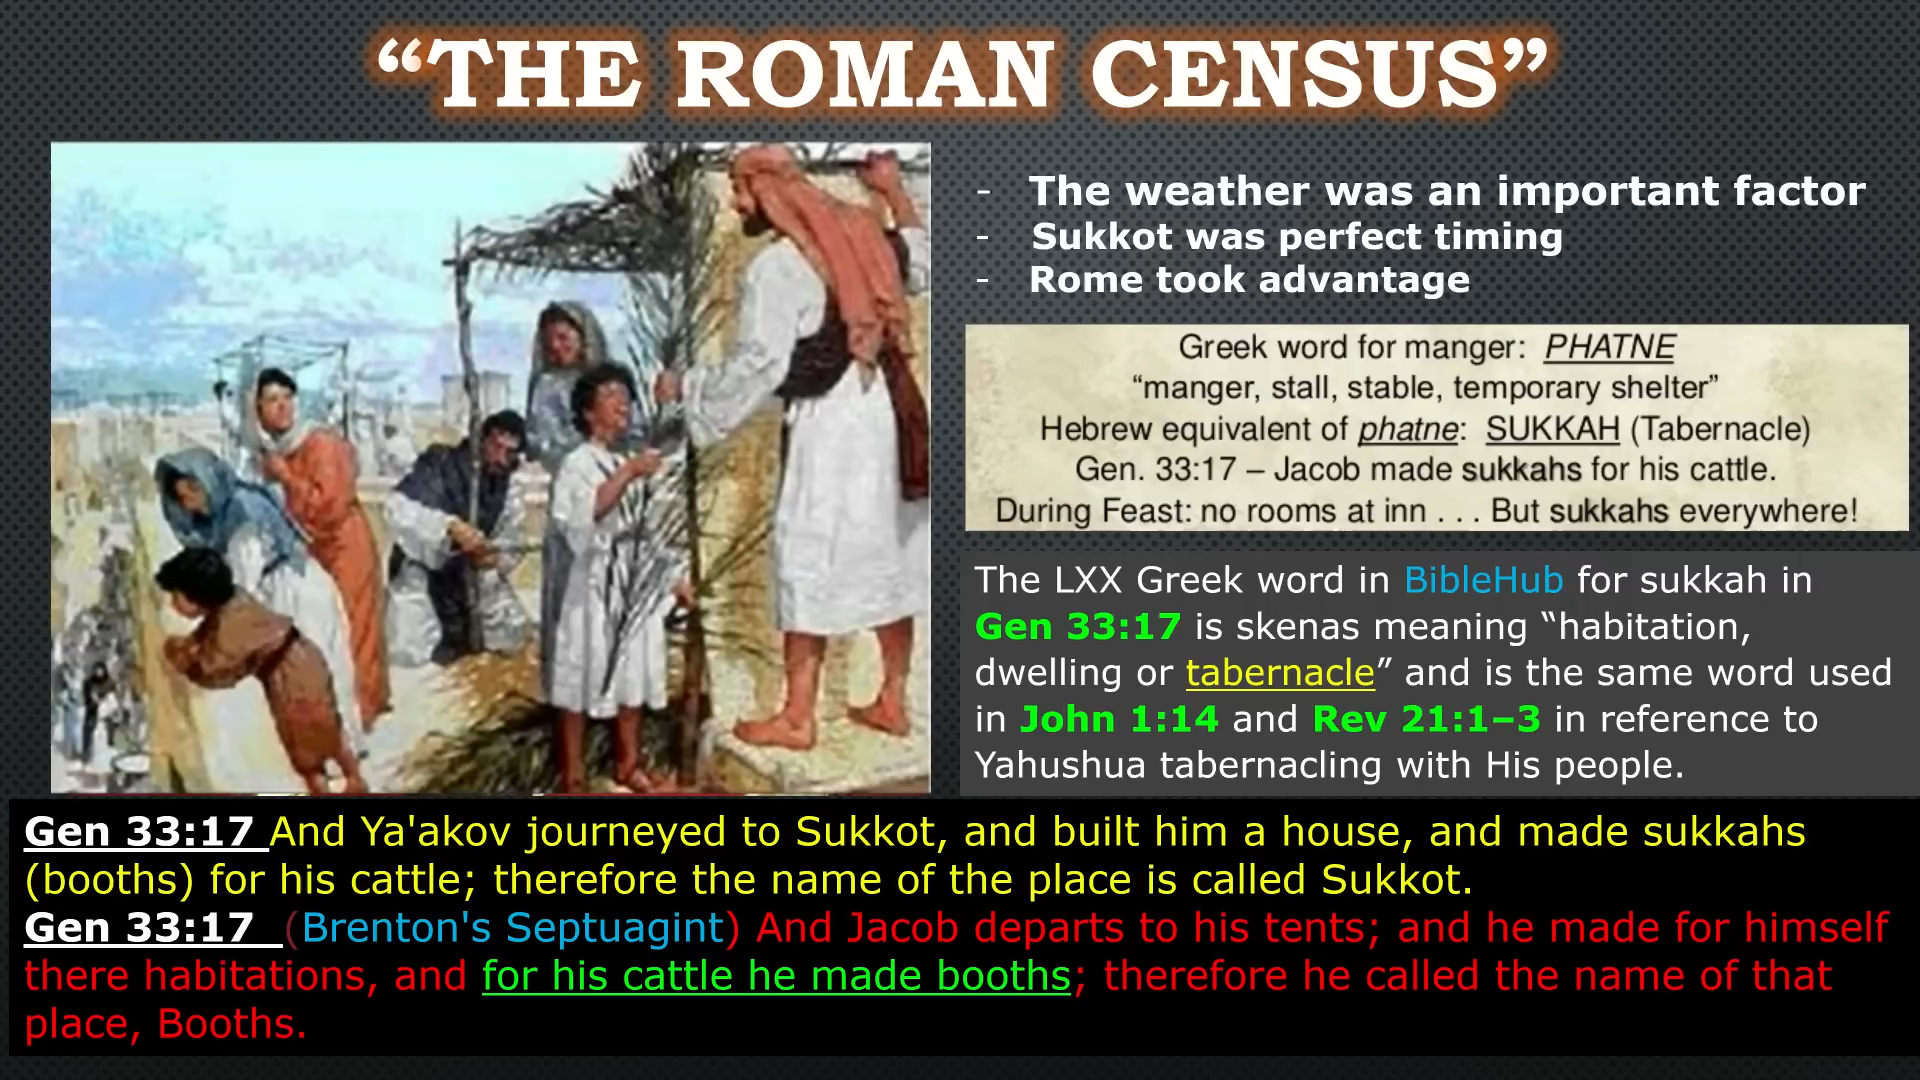 “THE ROMAN CENSUS”
- The weather was an important factor
- Sukkot was perfect timing
- Rome took advantage
Greek word for manger: PHATNE
“manger, stall, stable, temporary shelter”
Hebrew equivalent of phatne: SUKKAH (Tabernacle)
Gen. 33:17 – Jacob made sukkahs for his cattle.
During Feast: no rooms at inn . . . But sukkahs everywhere!
The LXX Greek word in BibleHub for sukkah in
Gen 33:17 is skenas meaning “habitation,
dwelling or tabernacle” and is the same word used
in John 1:14 and Rev 21:1–3 in reference to
Yahushua tabernacling with His people.
Gen 33:17 And Ya'akov journeyed to Sukkot, and built him a house, and made sukkahs
(booths) for his cattle; therefore the name of the place is called Sukkot.
Gen 33:17 (Brenton's Septuagint) And Jacob departs to his tents; and he made for himself
there habitations, and for his cattle he made booths; therefore he called the name of that
place, Booths.